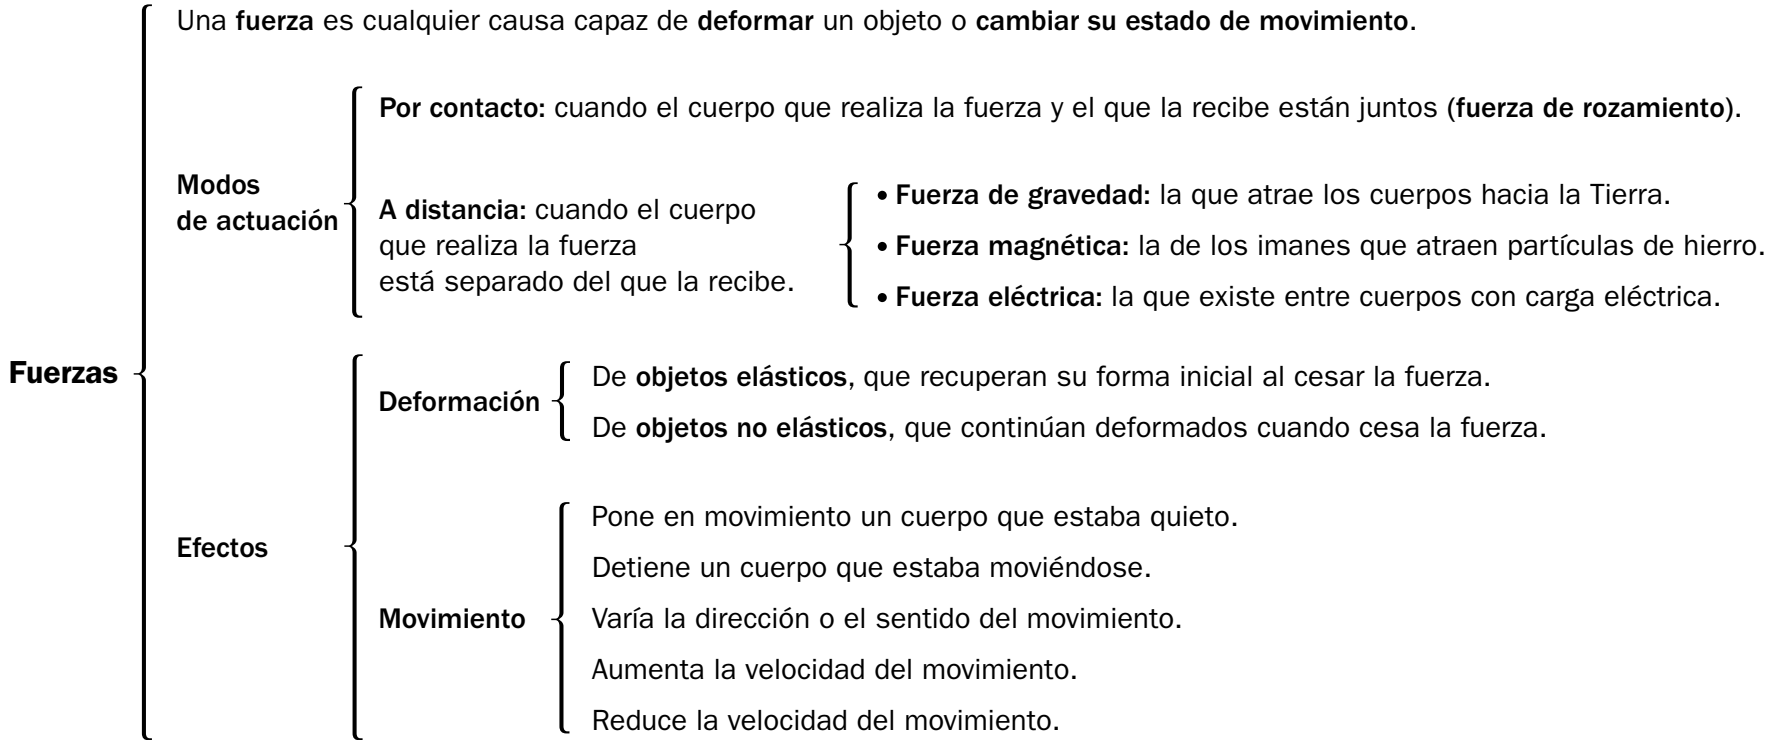 Fuerzas
Una fuerza es cualquier causa capaz de deformar un objeto o cambiar su estado de movimiento.
Modos
de actuación
Por contacto: cuando el cuerpo que realiza la fuerza y el que la recibe están juntos (fuerza de rozamiento).
A distancia: cuando el cuerpo
que realiza la fuerza
está separado del que la recibe.
• Fuerza de gravedad: la que atrae los cuerpos hacia la Tierra.
• Fuerza magnética: la de los imanes que atraen partículas de hierro.
• Fuerza eléctrica: la que existe entre cuerpos con carga eléctrica.
Efectos
Deformación
De objetos elásticos, que recuperan su forma inicial al cesar la fuerza.
De objetos no elásticos, que continúan deformados cuando cesa la fuerza.
Movimiento
Pone en movimiento un cuerpo que estaba quieto.
Detiene un cuerpo que estaba moviéndose.
Varía la dirección o el sentido del movimiento.
Aumenta la velocidad del movimiento.
Reduce la velocidad del movimiento.